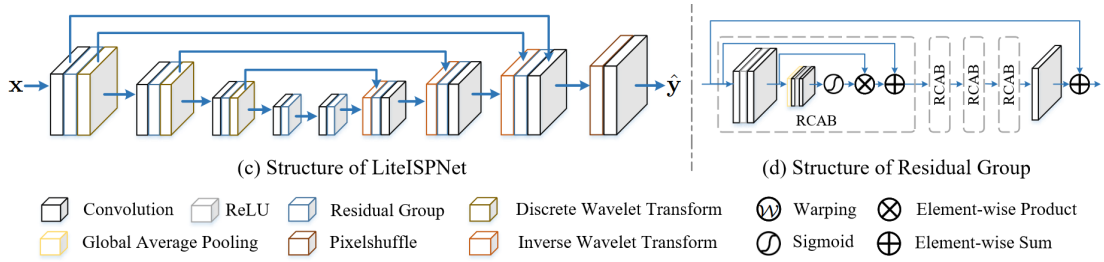 x
ŷ
RCAB
RCAB
RCAB
RCAB
(c) Structure of LiteISPNet
(d) Structure of Residual Group
Convolution
ReLU
Residual Group
Discrete Wavelet Transform
W Warping
Element-wise Product
Global Average Pooling
Pixelshuffle
Inverse Wavelet Transform
Sigmoid
Element-wise Sum